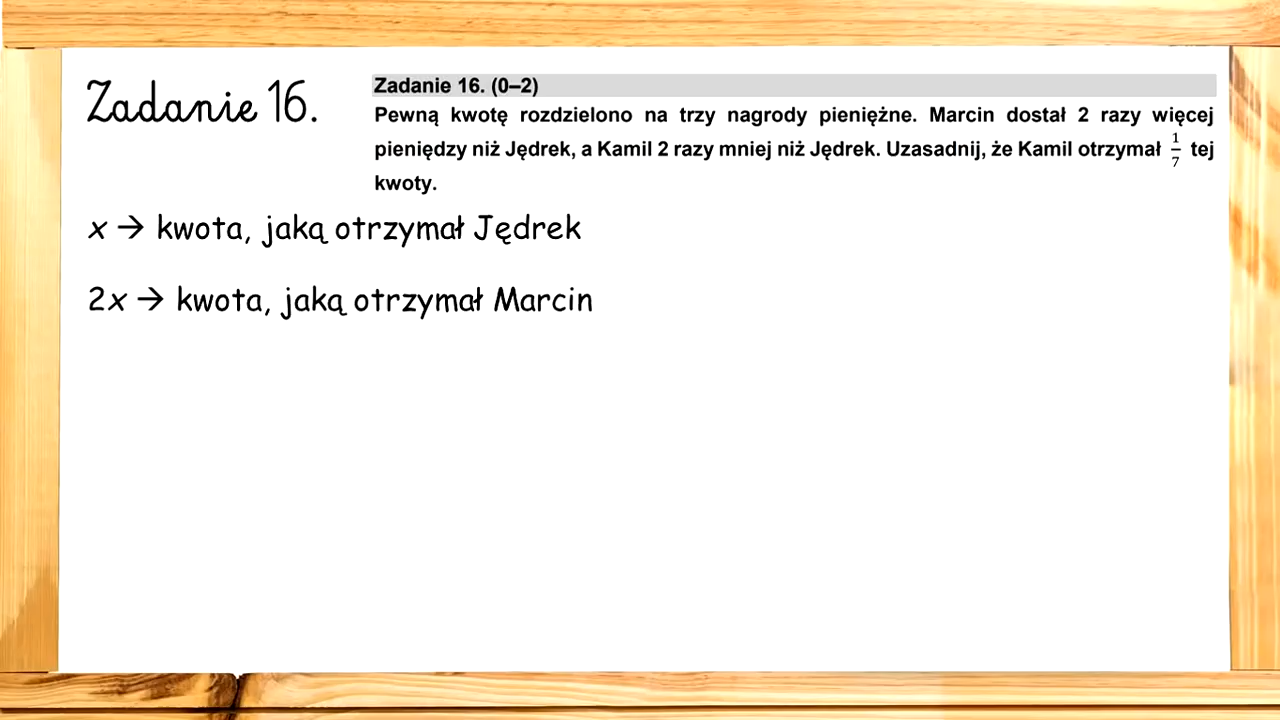 Zadanie 16.
Zadanie 16. (0–2)
Pewną kwotę rozdzielono na trzy nagrody pieniężne. Marcin dostał 2 razy więcej
pieniędzy niż Jędrek, a Kamil 2 razy mniej niż Jędrek. Uzasadnij, że Kamil otrzymał 1/7 tej
kwoty.
x → kwota, jaką otrzymał Jędrek
2x → kwota, jaką otrzymał Marcin